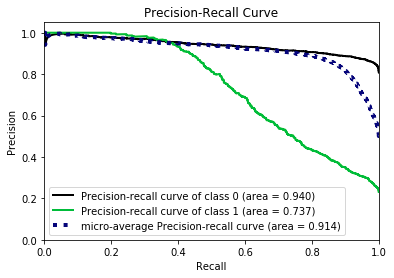 Precision-Recall Curve
1.0
0.8
0.6
0.4
0.2
0.0
Precision
Precision-recall curve of class 0 (area = 0.940)
Precision-recall curve of class 1 (area = 0.737)
micro-average Precision-recall curve (area = 0.914)
0.0 0.2 0.4 0.6 0.8 1.0
Recall